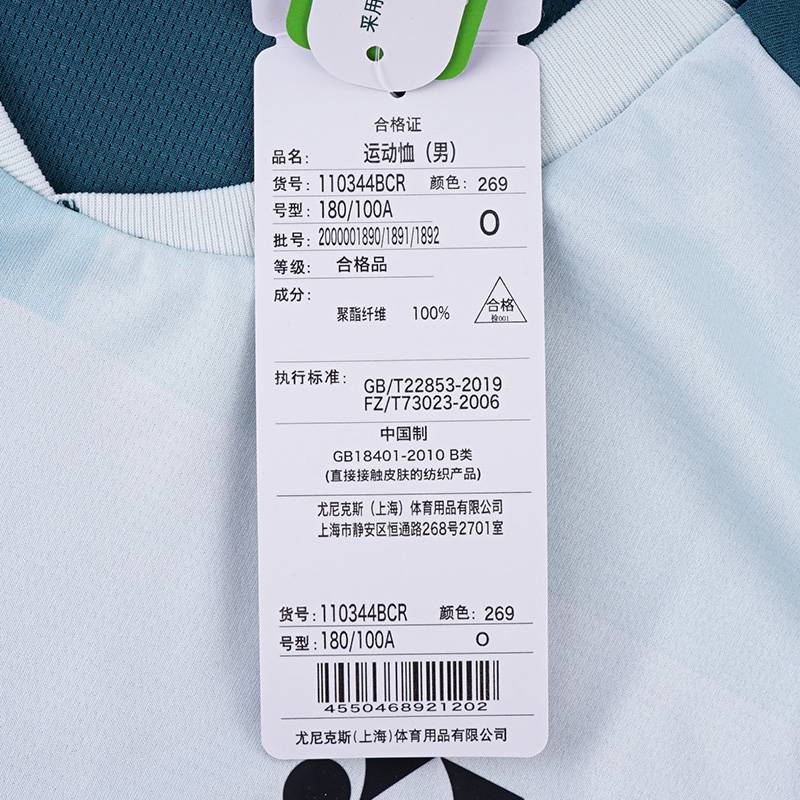 采用
合格证
品名： 运动恤（男）
货号：110344BCR 颜色：269
号型：180/100A O
批号：2000001890/1891/1892
等级： 合格品
成分：
聚酯纤维 100% 合格
检001
执行标准：
GB/T22853-2019
FZ/T73023-2006
中国制
GB18401-2010 B类
(直接接触皮肤的纺织产品)
尤尼克斯（上海）体育用品有限公司
上海市静安区恒通路268号2701室
货号：110344BCR 颜色：269
号型：180/100A O
4550468921202
尤尼克斯(上海)体育用品有限公司